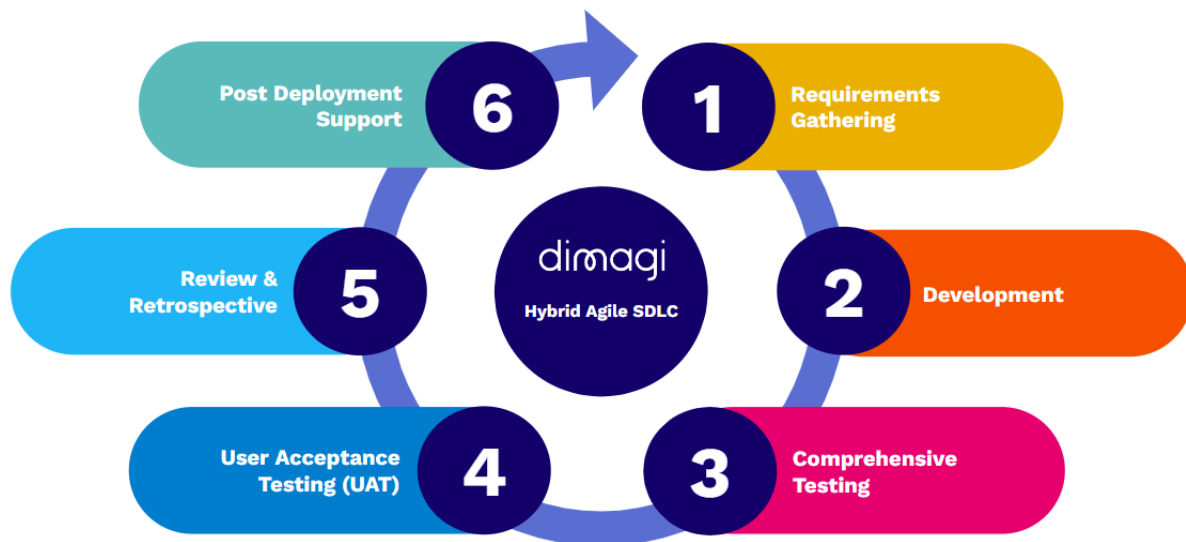 1
Requirements
Gathering
2
Development
3
Comprehensive
Testing
4
User Acceptance
Testing (UAT)
5
Review &
Retrospective
6
Post Deployment
Support
dimagi
Hybrid Agile SDLC